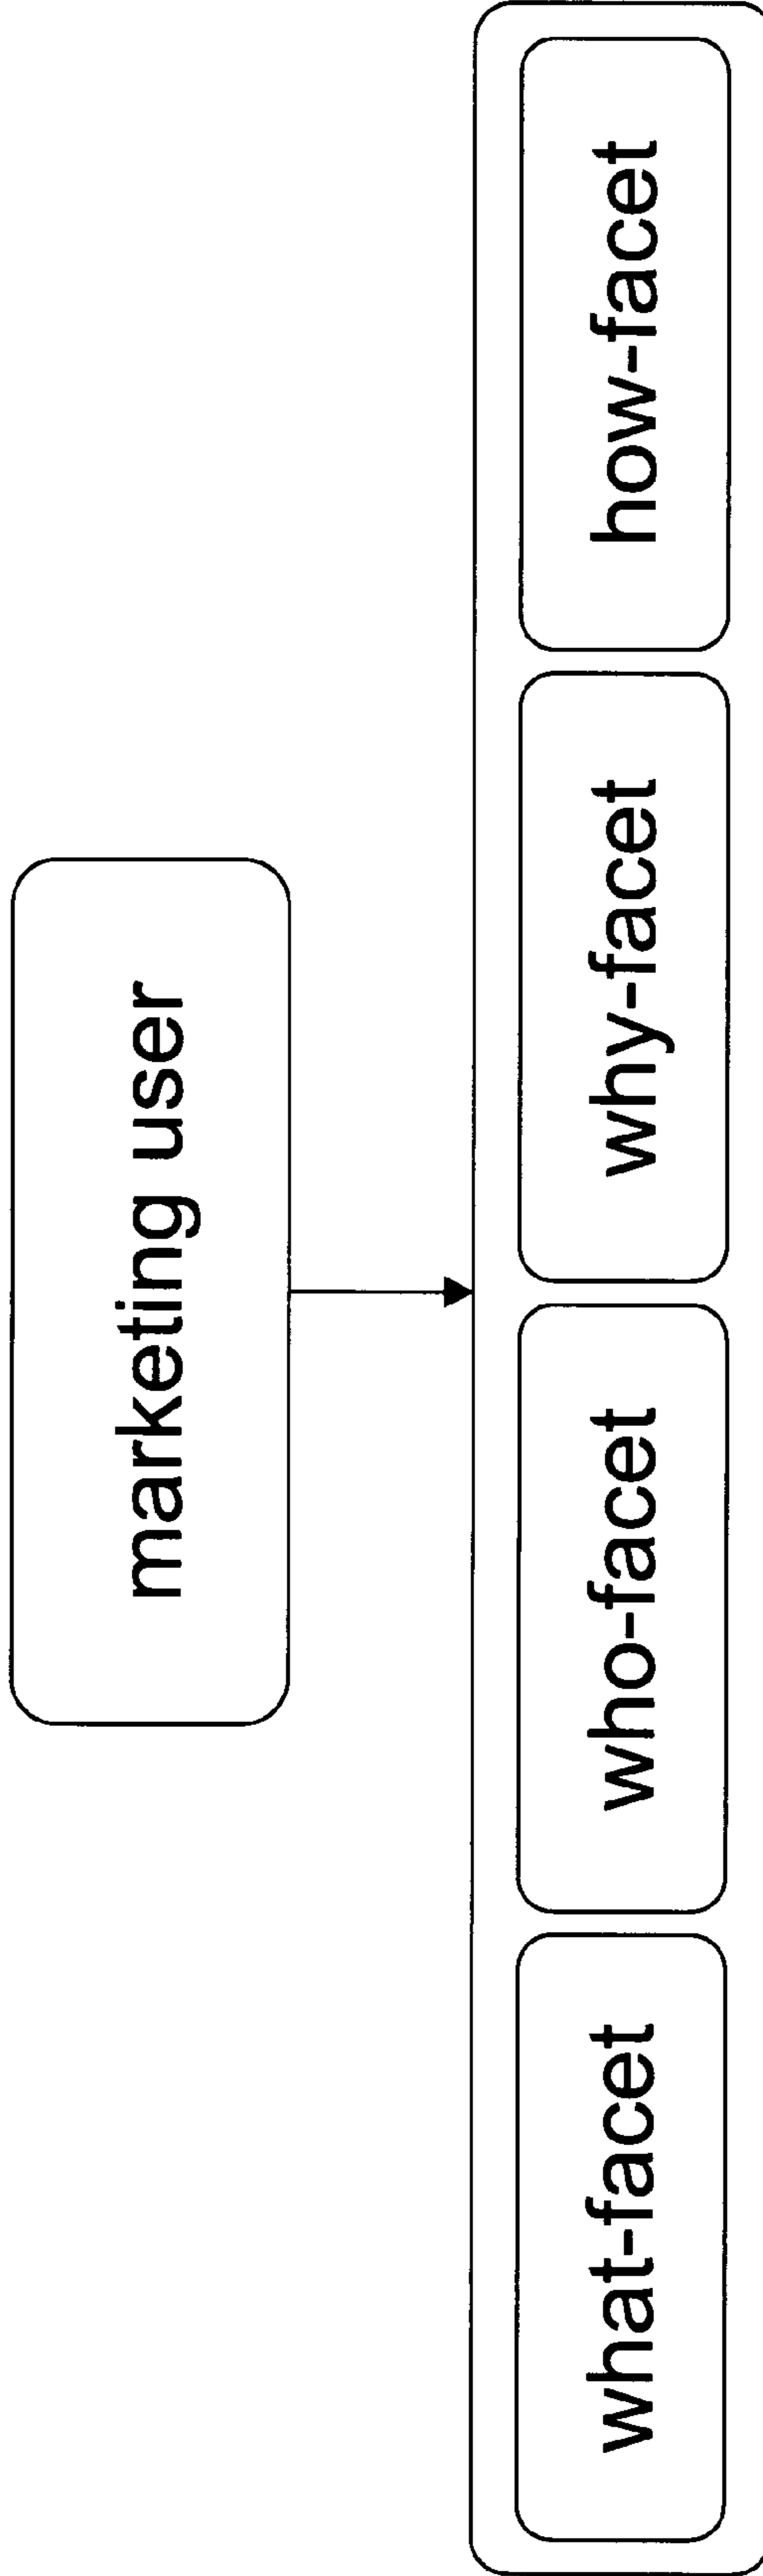 marketing user
what-facet
who-facet
why-facet
how-facet